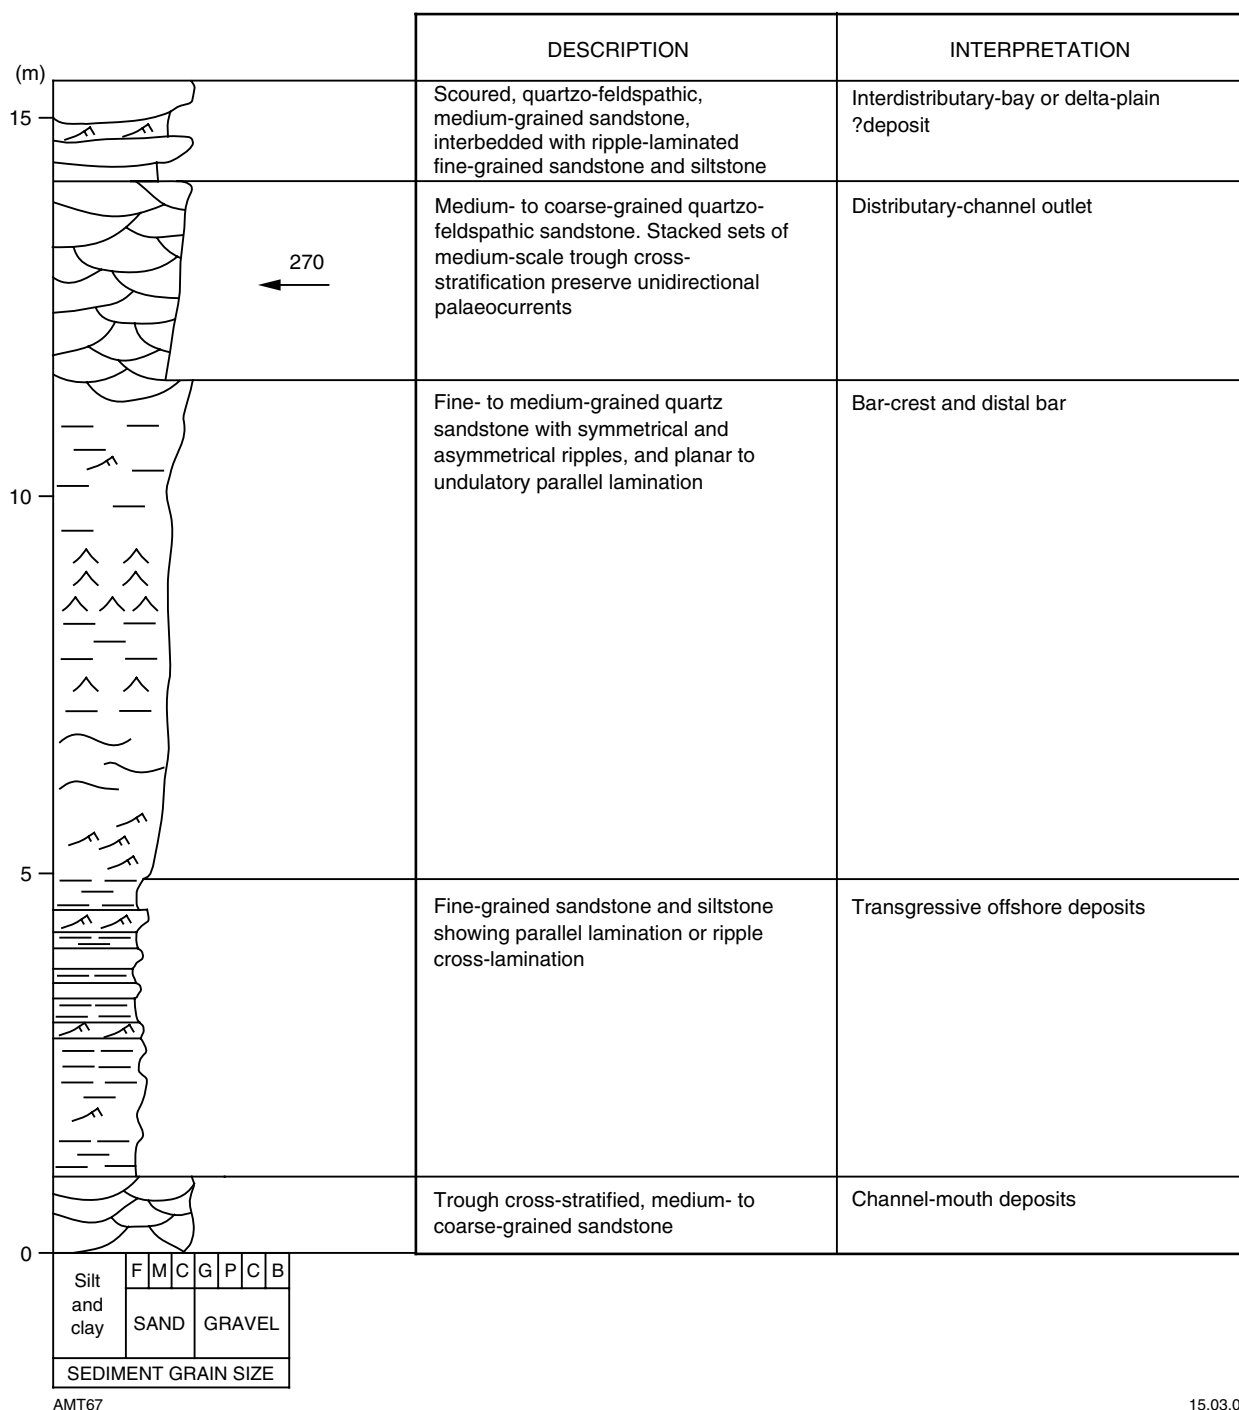 DESCRIPTION
INTERPRETATION
(m)
15
Scoured, quartzo-feldspathic,
medium-grained sandstone,
interbedded with ripple-laminated
fine-grained sandstone and siltstone
Interdistributary-bay or delta-plain
?deposit
Medium- to coarse-grained quartzo-
feldspathic sandstone. Stacked sets of
medium-scale trough cross-
stratification preserve unidirectional
palaeocurrents
Distributary-channel outlet
270
Fine- to medium-grained quartz
sandstone with symmetrical and
asymmetrical ripples, and planar to
undulatory parallel lamination
Bar-crest and distal bar
10
5
Fine-grained sandstone and siltstone
showing parallel lamination or ripple
cross-lamination
Transgressive offshore deposits
Trough cross-stratified, medium- to
coarse-grained sandstone
Channel-mouth deposits
0
F M C G P C B
Silt
and
clay
SAND GRAVEL
SEDIMENT GRAIN SIZE
AMT67
15.03.0